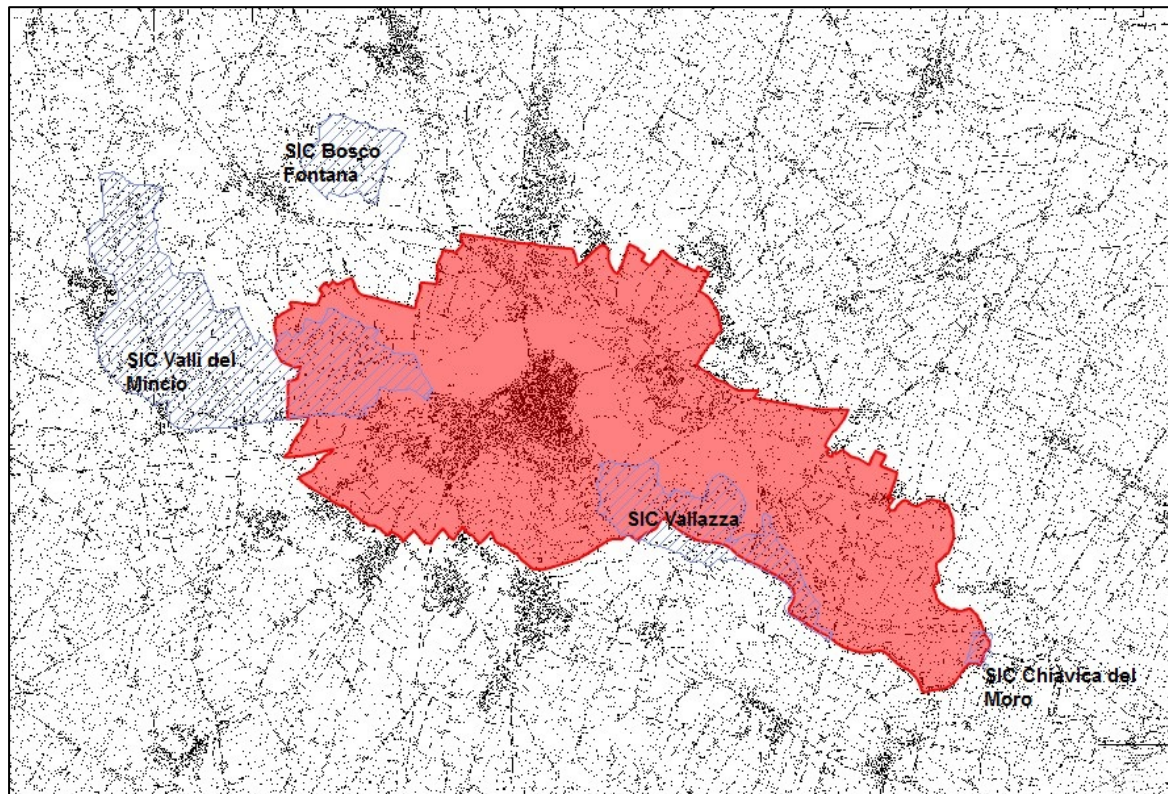 SIC Bosco
Fontana
SIC Valli del
Mincio
SIC Vallazza
SIC Chiavica del
Moro